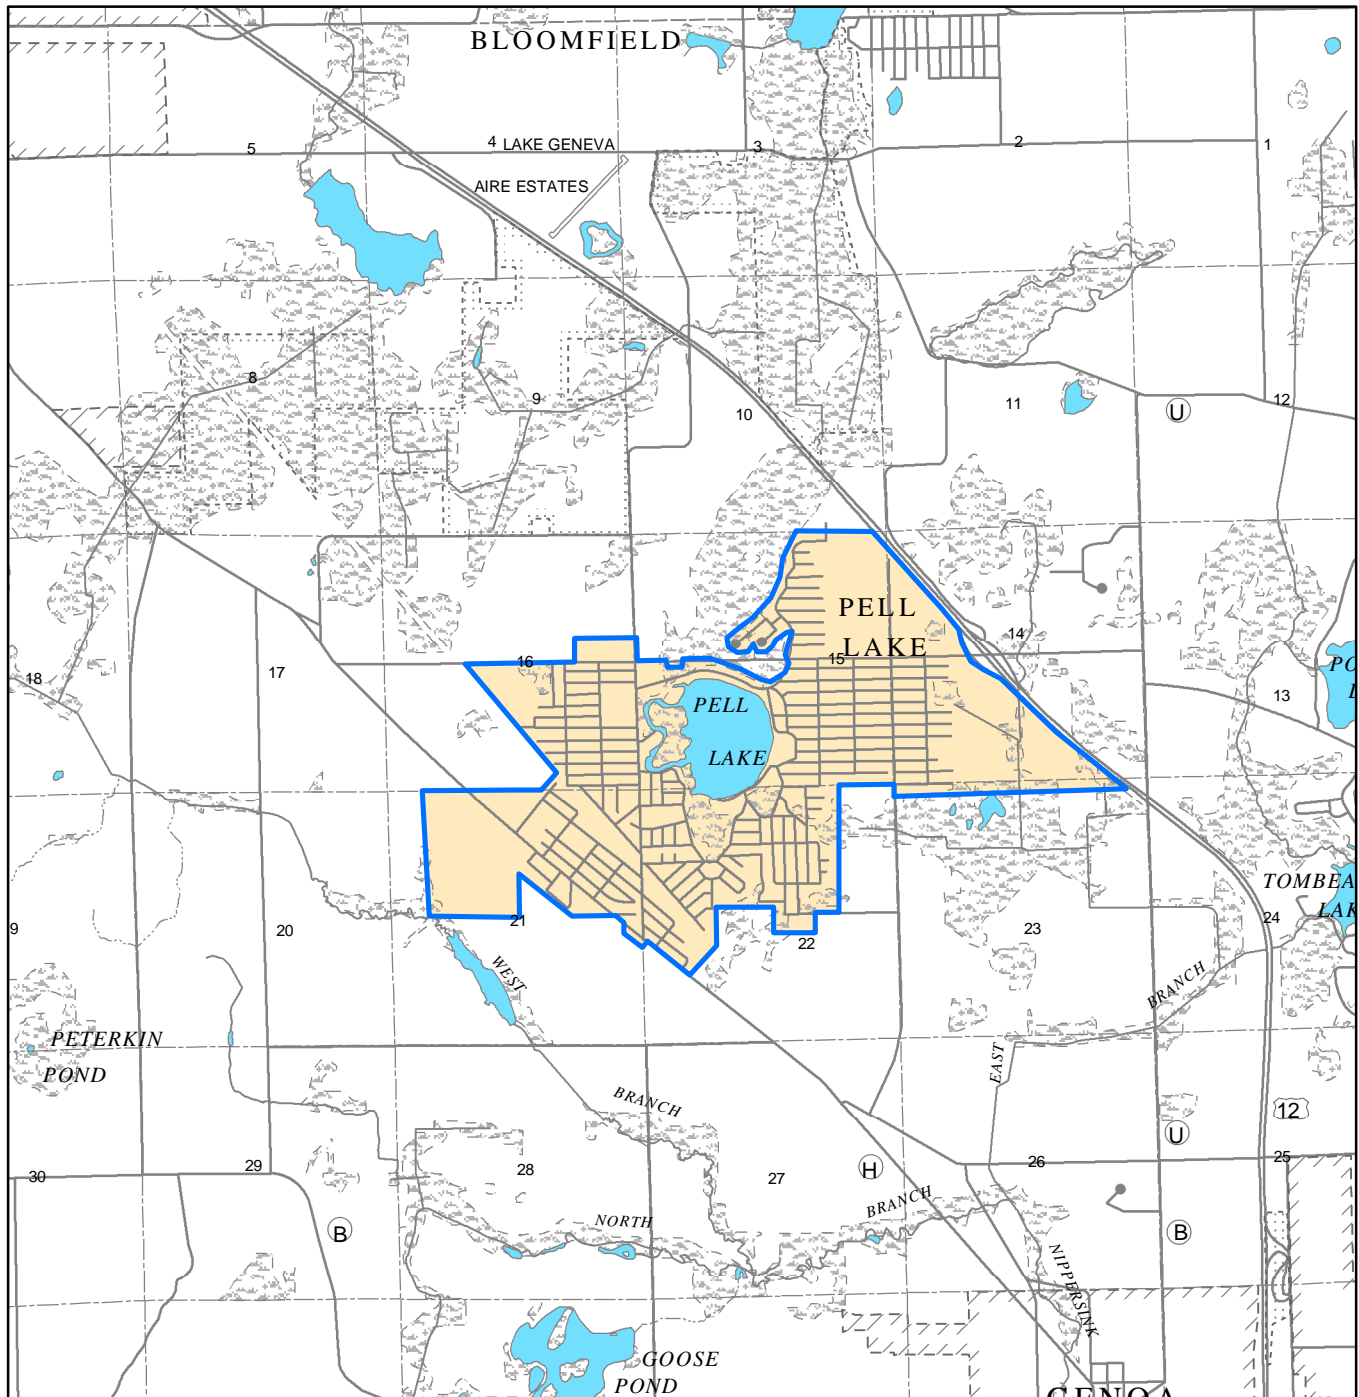 BLOOMFIELD
5
4 LAKE GENEVA
3
2
1
AIRE ESTATES
8
9
10
11
U
12
PELL
LAKE
14
15
16
17
18
13
PELL
LAKE
TOMBEA
LAK
24
9
20
21
22
23
WEST
BRANCH
PETERKIN
POND
EAST
BRANCH
12
U
30
29
28
27
H
26
25
BRANCH
NORTH
B
B
NIPPERSINK
GOOSE
POND
GENOA